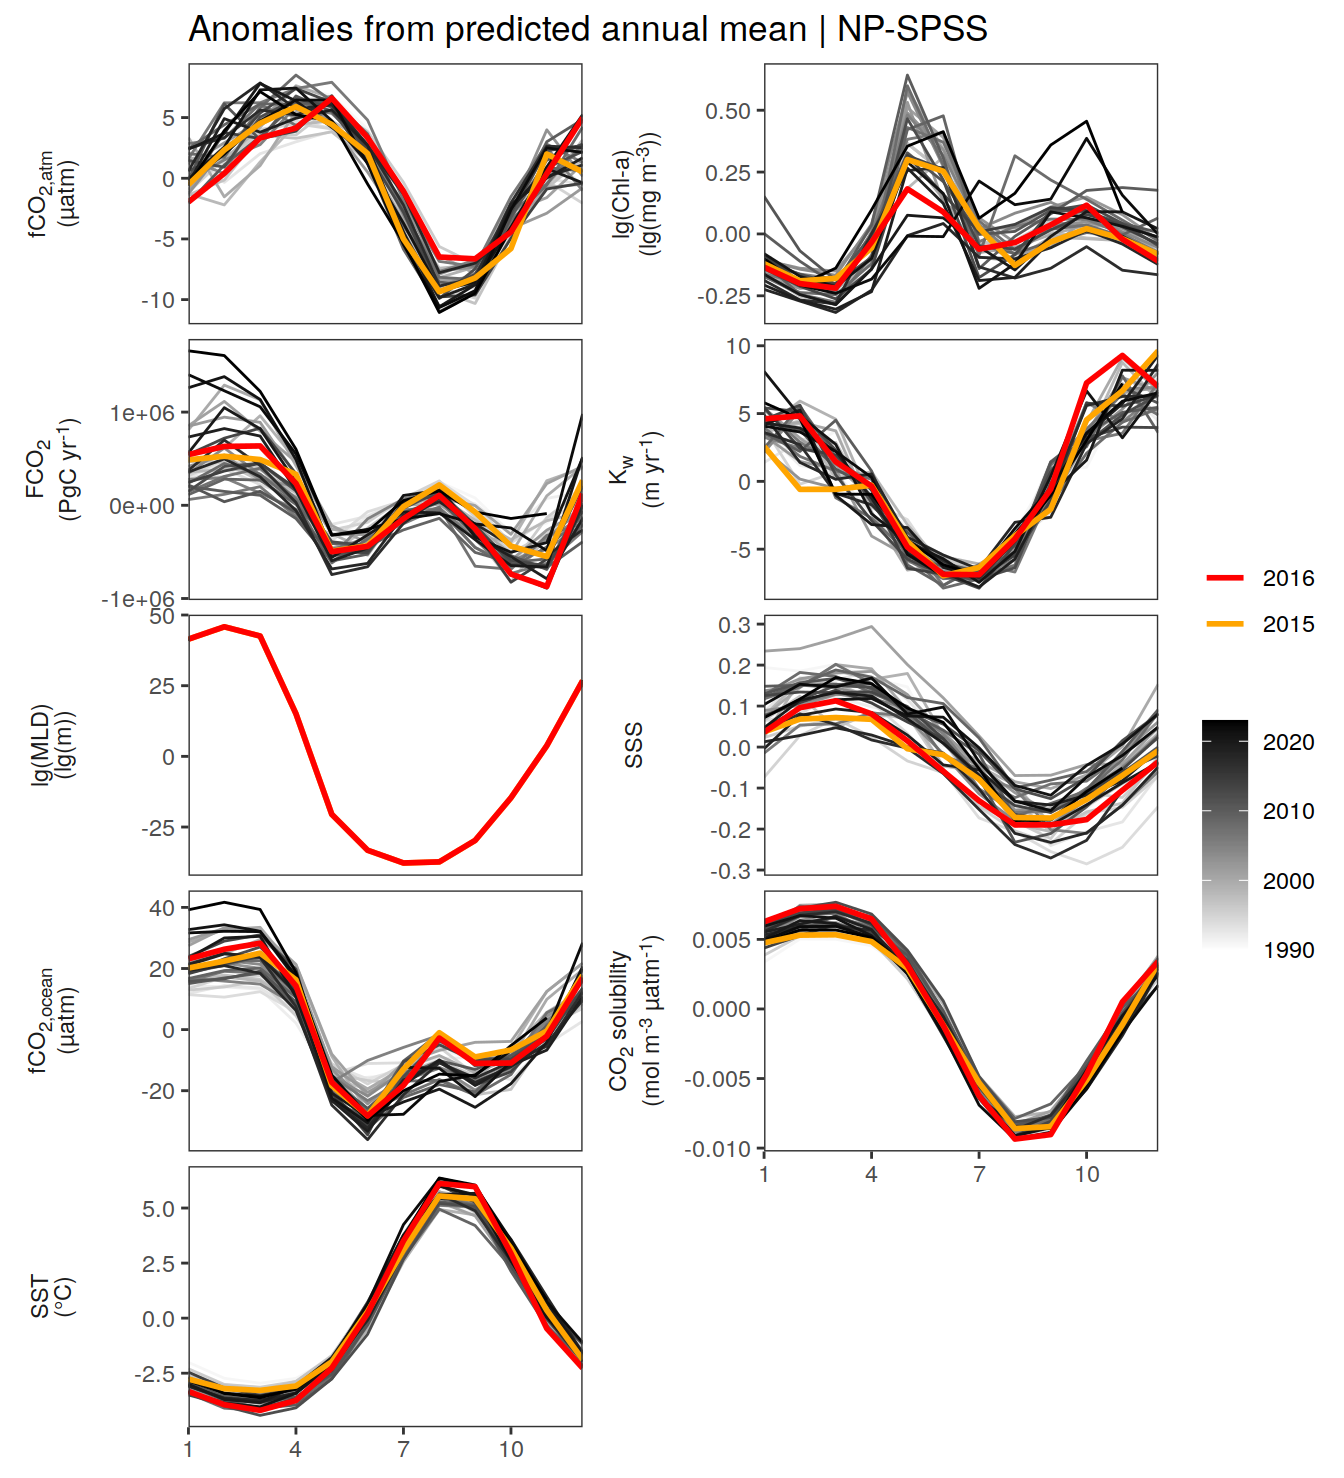 Anomalies from predicted annual mean | NP-SPSS
fCO2,atm
(µatm)
5
0
-5
-10
lg(Chl-a)
(lg(mg m-3))
0.50
0.25
0.00
-0.25
FCO2
(PgC yr-1)
1e+06
0e+00
-1e+06
Kw
(m yr-1)
10
5
0
-5
lg(MLD)
(lg(m))
50
25
0
-25
SSS
0.3
0.2
0.1
0.0
-0.1
-0.2
-0.3
fCO2,ocean
(µatm)
40
20
0
-20
CO2 solubility
(mol m-3 µatm-1)
0.005
0.000
-0.005
-0.010
1 4 7 10
SST
(°C)
5.0
2.5
0.0
-2.5
1 4 7 10
2016
2015
2020
2010
2000
1990